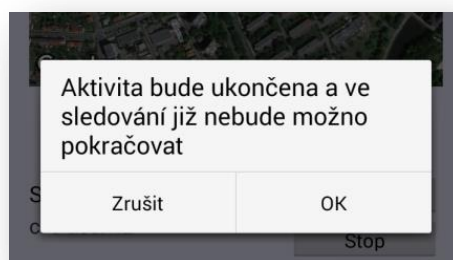 Aktivita bude ukončena a ve
sledování již nebude možno
pokračovat
Zrušit
OK
Stop